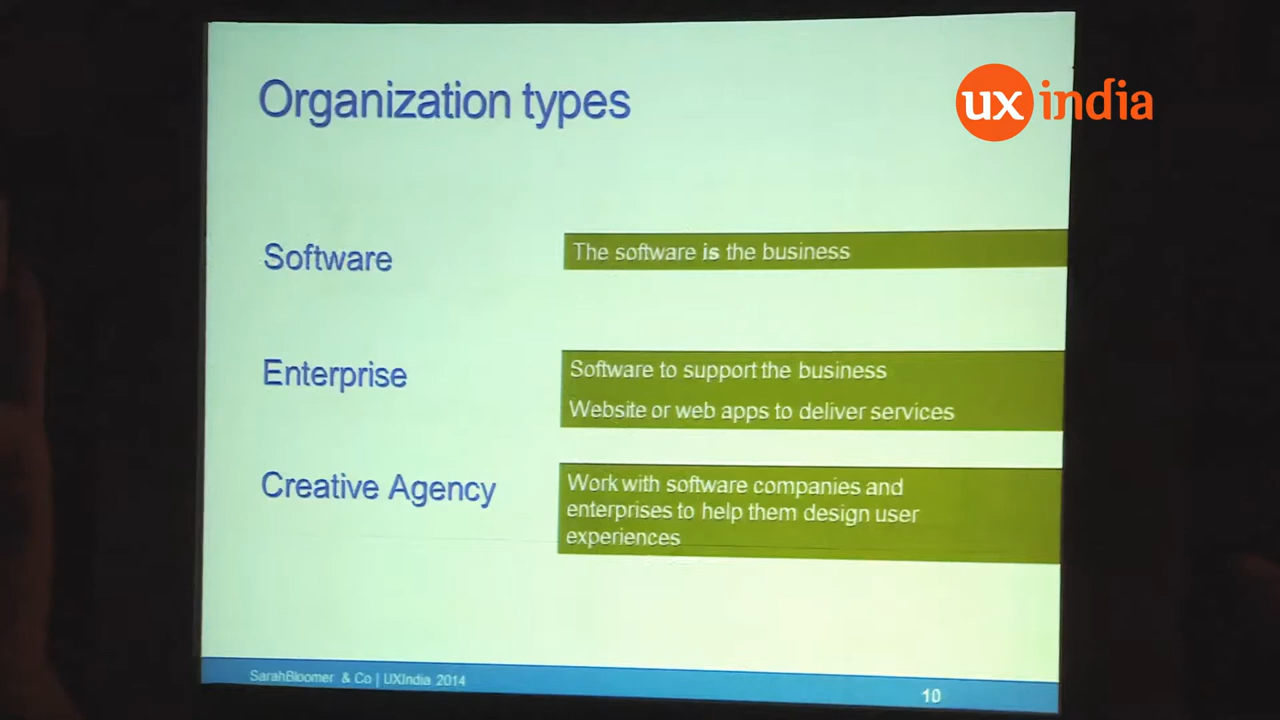 Organization types
ux india
Software
The software is the business
Enterprise
Software to support the business
Website or web apps to deliver services
Creative Agency
Work with software companies and
enterprises to help them design user
experiences
SarahBloomer & Co | UXIndia 2014
10